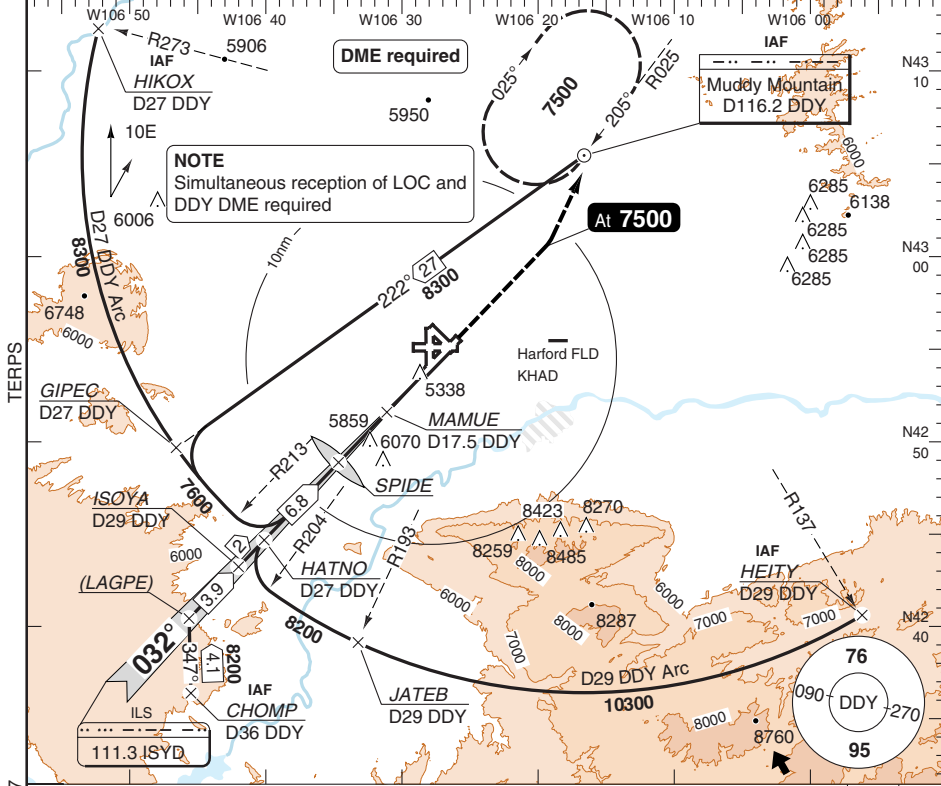 W106 50
W106 40
W106 30
W106 20
W106 10
W106 00
R273
5906
DME required
IAF
HIKOX
D27 DDY
025°
7500
205°
R025
IAF
Muddy Mountain
D116.2 DDY
N43
10
5950
10E
6006
NOTE
Simultaneous reception of LOC and
DDY DME required
At 7500
6000
6285
6138
6285
6285
6285
N43
00
D27 DDY Arc
8300
10nm
222°
27
8300
6748
6000
TERPS
Harford FLD
KHAD
5338
GIPEC
D27 DDY
5859
MAMUE
D17.5 DDY
6070
N42
50
R213
SPIDE
7600
6.8
ISOYA
D29 DDY
R204
R193
8423
8270
8259
8485
8000
R137
6000
2
HATNO
D27 DDY
IAF
HEITY
D29 DDY
(LAGPE)
3.9
6000
6000
8287
8000
7000
7000
7000
N42
40
8200
032°
347°
4.1
8200
D29 DDY Arc
10300
76
090
DDY
270
95
IAF
CHOMP
D36 DDY
JATEB
D29 DDY
8000
8760
ILS
111.3 ISYD